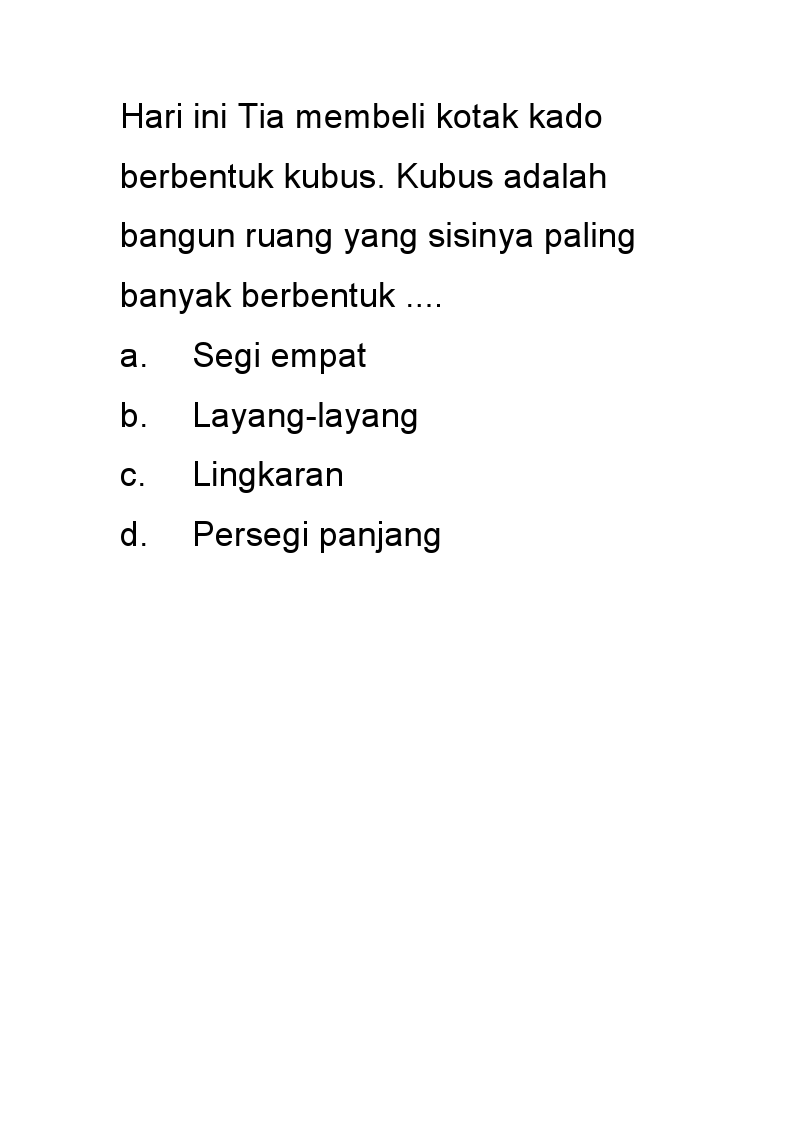 Hari ini Tia membeli kotak kado
berbentuk kubus. Kubus adalah
bangun ruang yang sisinya paling
banyak berbentuk ....
a. Segi empat
b. Layang-layang
c. Lingkaran
d. Persegi panjang